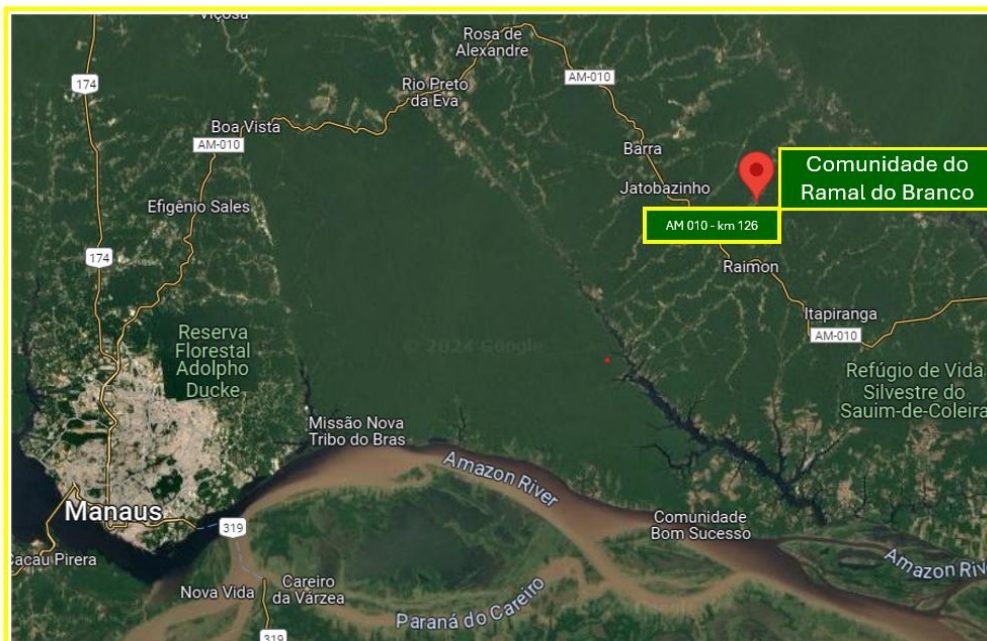 Viçosa
Rosa de
Alexandre
174
AM-010
Rio Preto
da Eva
Boa Vista
AM-010
Barra
Comunidade do
Ramal do Branco
Jatobazinho
Efigênio Sales
AM 010 - km 126
174
Raimon
Itapiranga
AM-010
Reserva
Florestal
Adolpho
Ducke
2024 Google
Refúgio de Vida
Silvestre do
Sauim-de-Coleira
Missão Nova
Tribo do Bras
Amazon River
Manaus
319
Comunidade
Bom Sucesso
Cacau Pirera
Amazon Rive
Nova Vida
Careiro
da Várzea
Paraná do Careiro
319